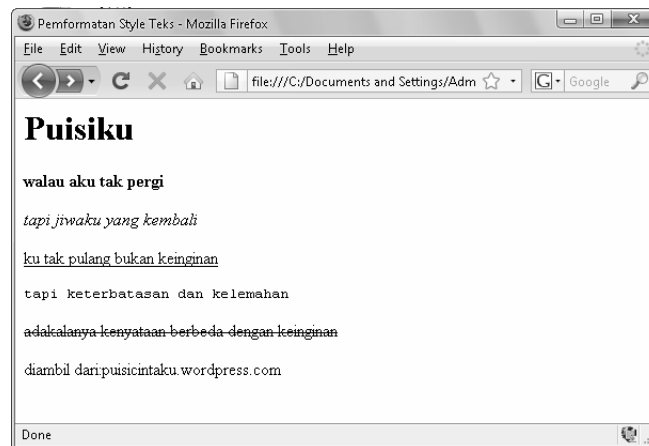 Pemformatan Style Teks - Mozilla Firefox
File Edit View History Bookmarks Tools Help
file:///C:/Documents and Settings/Adm G Google
Puisiku
walau aku tak pergi
tapi jiwaku yang kembali
ku tak pulang bukan keinginan
tapi keterbatasan dan kelemahan
adakalanya kenyataan berbeda dengan keinginan
diambil dari:puisicintaku.wordpress.com
Done